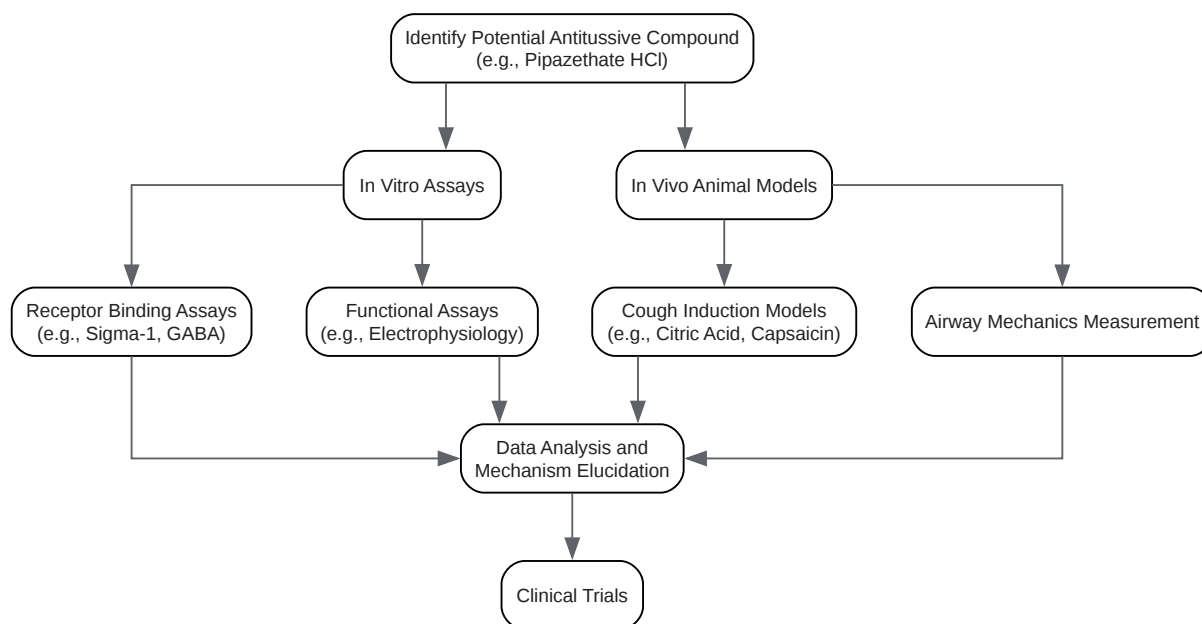 Identify Potential Antitussive Compound
(e.g., Pipazethate HCl)
In Vitro Assays
In Vivo Animal Models
Receptor Binding Assays
(e.g., Sigma-1, GABA)
Functional Assays
(e.g., Electrophysiology)
Cough Induction Models
(e.g., Citric Acid, Capsaicin)
Airway Mechanics Measurement
Data Analysis and
Mechanism Elucidation
Clinical Trials